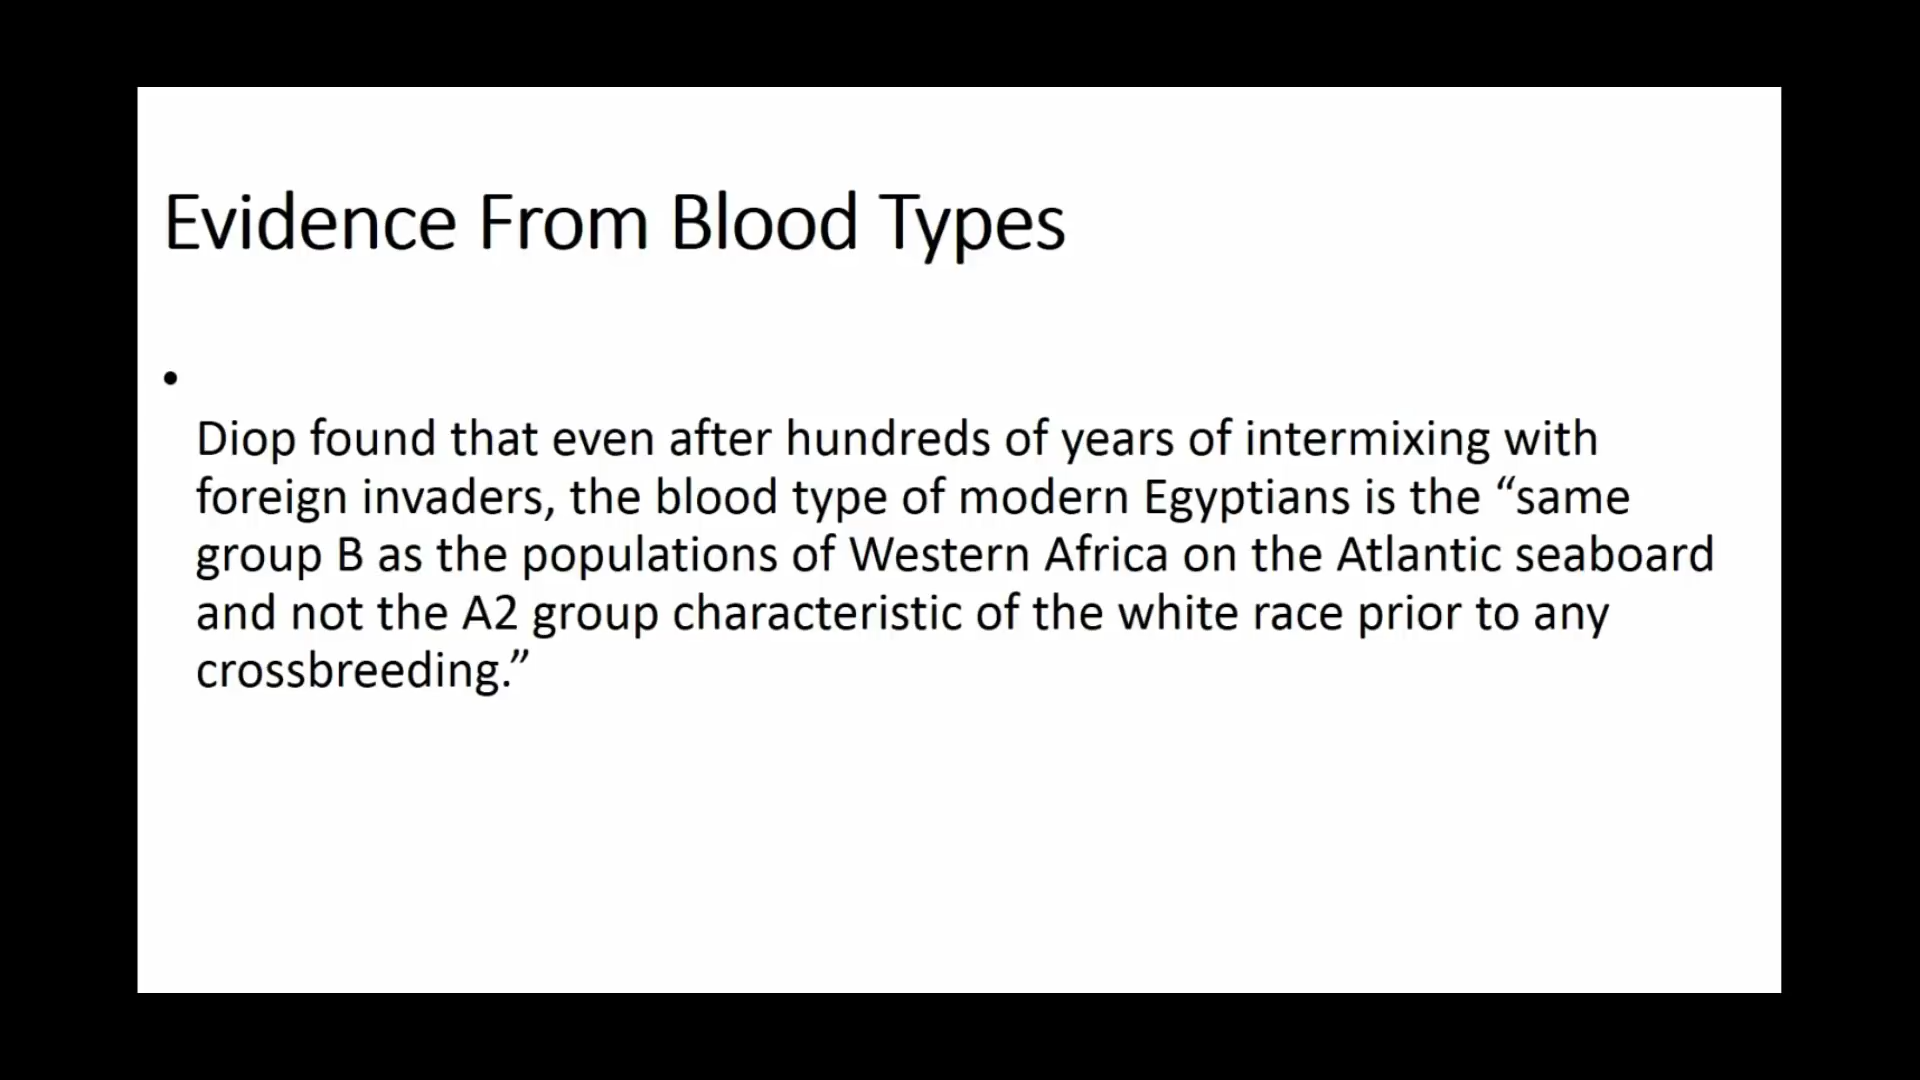 Evidence From Blood Types
•
Diop found that even after hundreds of years of intermixing with
foreign invaders, the blood type of modern Egyptians is the “same
group B as the populations of Western Africa on the Atlantic seaboard
and not the A2 group characteristic of the white race prior to any
crossbreeding.”